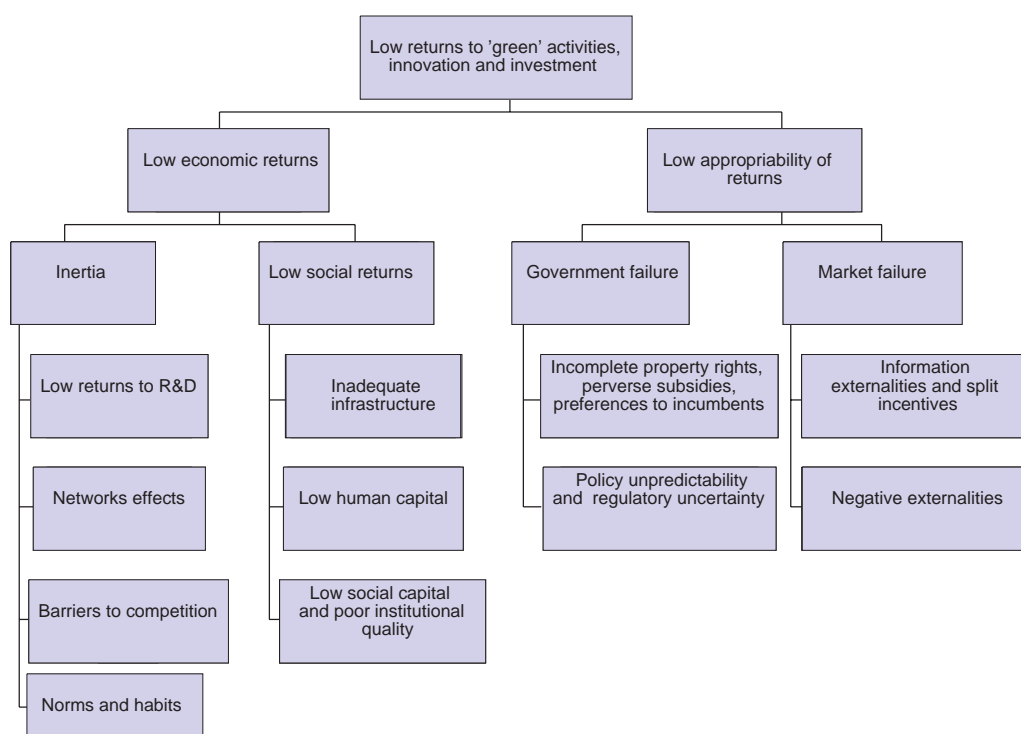 Low returns to ’green’ activities,
innovation and investment
Low economic returns
Low appropriability of
returns
Inertia
Low social returns
Government failure
Market failure
Low returns to R&D
Inadequate
infrastructure
Incomplete property rights,
perverse subsidies,
preferences to incumbents
Information
externalities and split
incentives
Networks effects
Low human capital
Policy unpredictability
and regulatory uncertainty
Negative externalities
Barriers to competition
Low social capital
and poor institutional
quality
Norms and habits